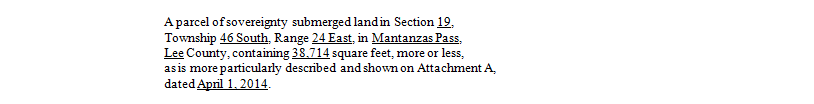 A parcel of sovereignty submerged land in Section 19,
Township 46 South, Range 24 East, in Mantanzas Pass,
Lee County, containing 38,714 square feet, more or less,
as is more particularly described and shown on Attachment A,
dated April 1, 2014.